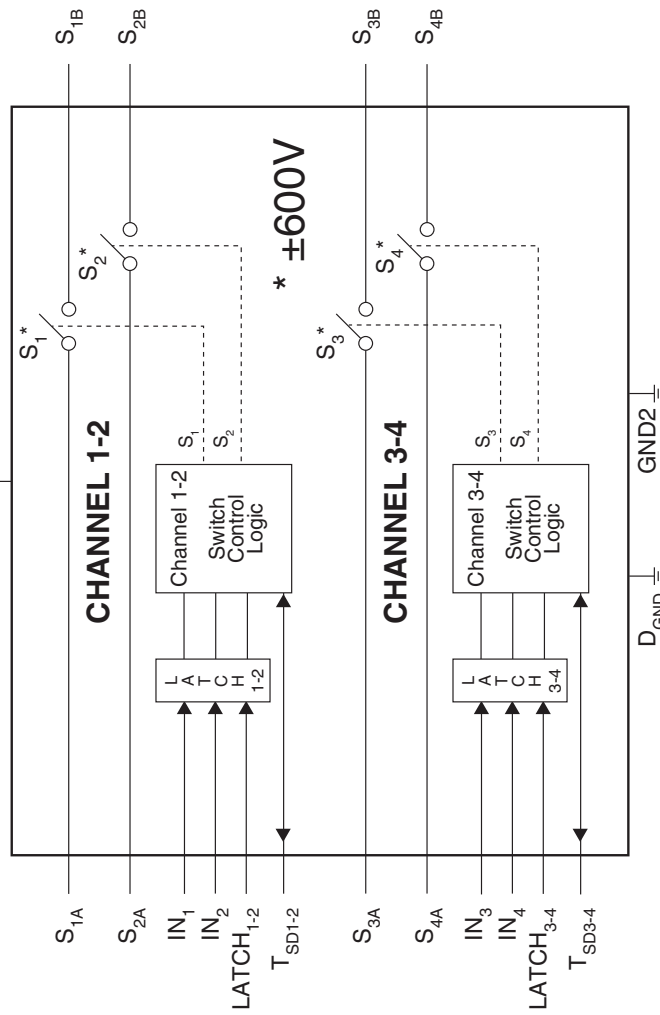 S1A
S1*
S1B
S2A
S2*
S2B
CHANNEL 1-2
IN1
IN2
LATCH1-2
TSD1-2
L
A
T
C
H
1-2
Channel 1-2
Switch
Control
Logic
S1
S2
* ±600V
S3A
S3*
S3B
S4A
S4*
S4B
CHANNEL 3-4
IN3
IN4
LATCH3-4
TSD3-4
L
A
T
C
H
3-4
Channel 3-4
Switch
Control
Logic
S3
S4
DGND
GND2